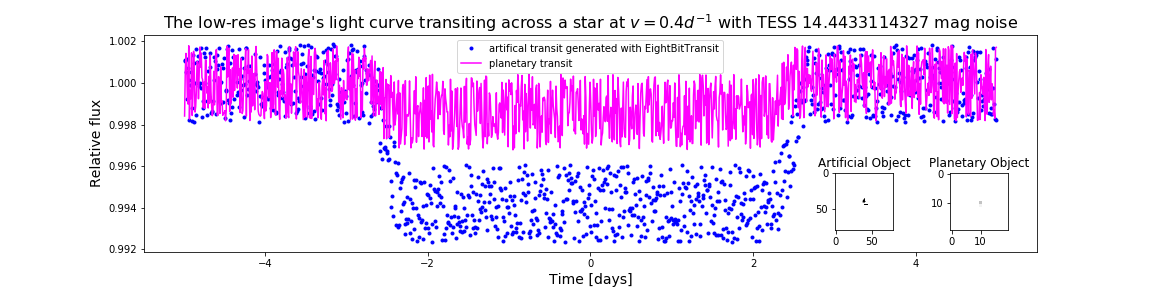 The low-res image's light curve transiting across a star at v = 0.4d⁻¹ with TESS 14.4433114327 mag noise
artifical transit generated with EightBitTransit
planetary transit
Relative flux
1.002
1.000
0.998
0.996
0.994
0.992
Artificial Object
0
50
0
50
Planetary Object
0
10
0
10
−4
−2
0
2
4
Time [days]